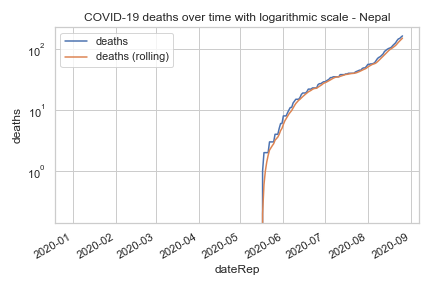 COVID-19 deaths over time with logarithmic scale - Nepal
deaths
deaths (rolling)
10²
10¹
10⁰
deaths
2020-01
2020-02
2020-03
2020-04
2020-05
2020-06
2020-07
2020-08
2020-09
dateRep